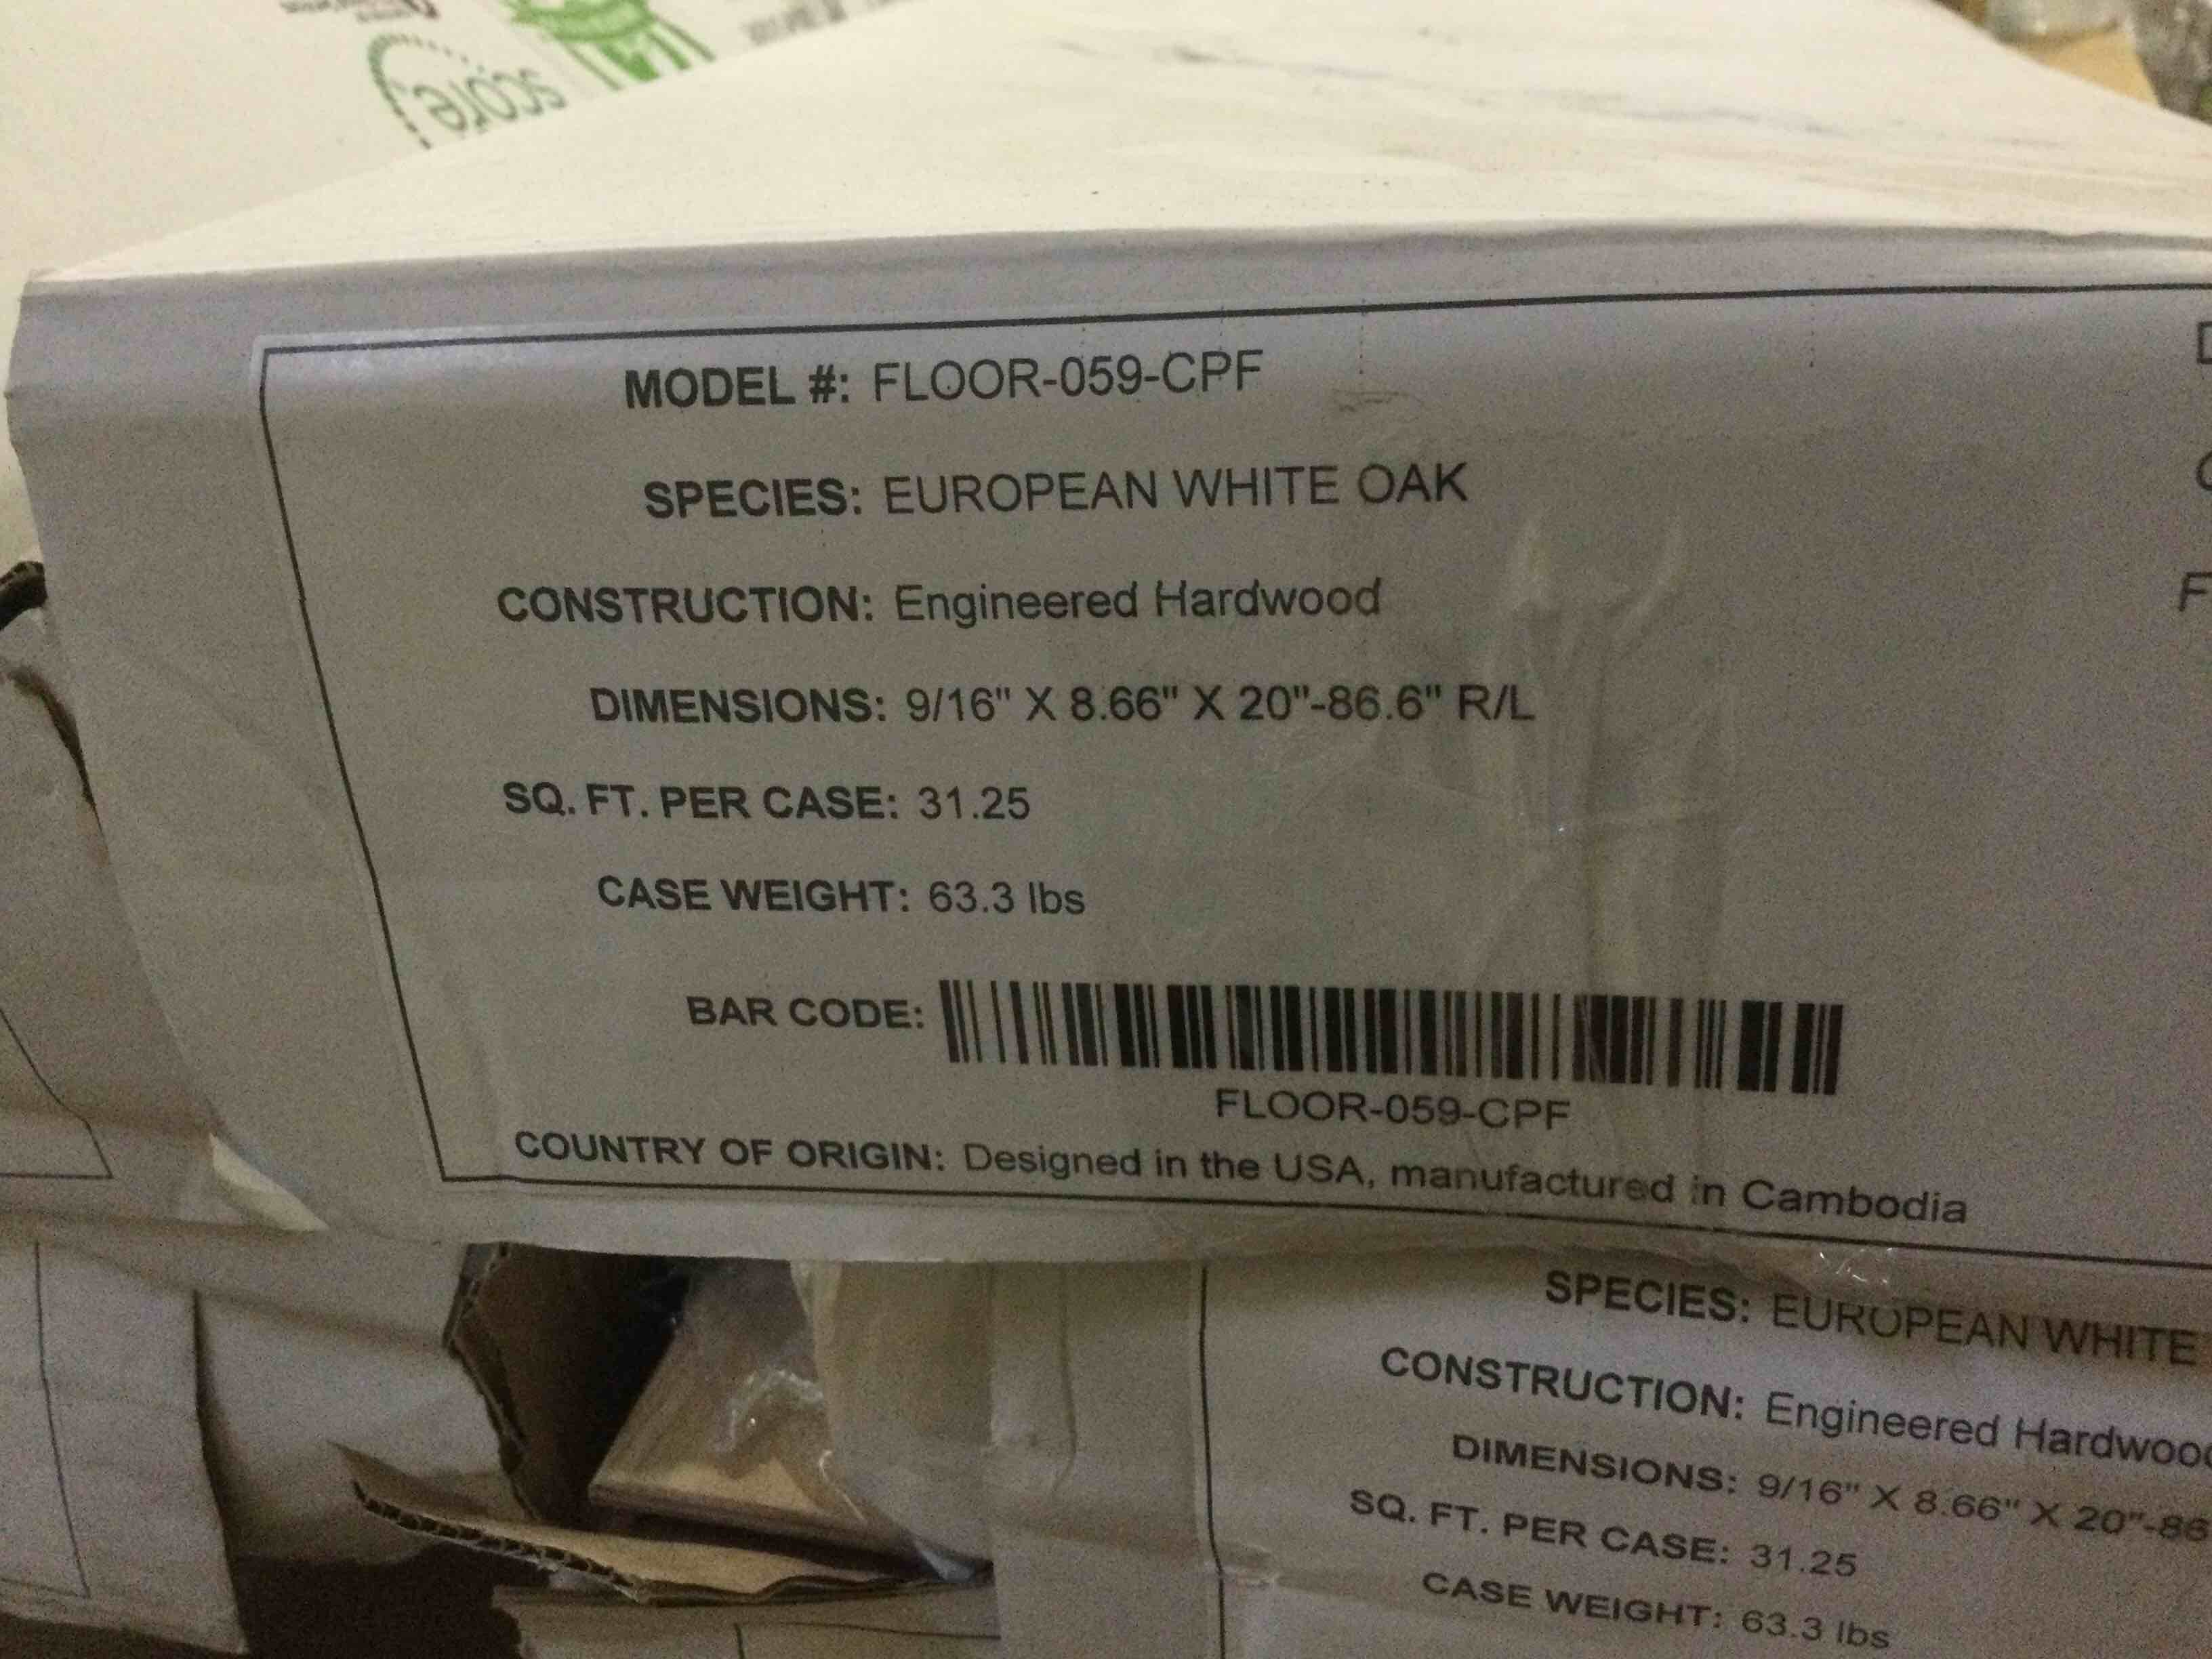 score
MODEL #: FLOOR-059-CPF
SPECIES: EUROPEAN WHITE OAK
CONSTRUCTION: Engineered Hardwood
DIMENSIONS: 9/16" X 8.66" X 20"-86.6" R/L
SQ. FT. PER CASE: 31.25
CASE WEIGHT: 63.3 lbs
BAR CODE:
FLOOR-059-CPF
COUNTRY OF ORIGIN: Designed in the USA, manufactured in Cambodia
SPECIES: EUROPEAN WHITE
CONSTRUCTION: Engineered Hardwood
DIMENSIONS: 9/16" X 8.66" X 20"-86
SQ. FT. PER CASE: 31.25
CASE WEIGHT: 63.3 lbs